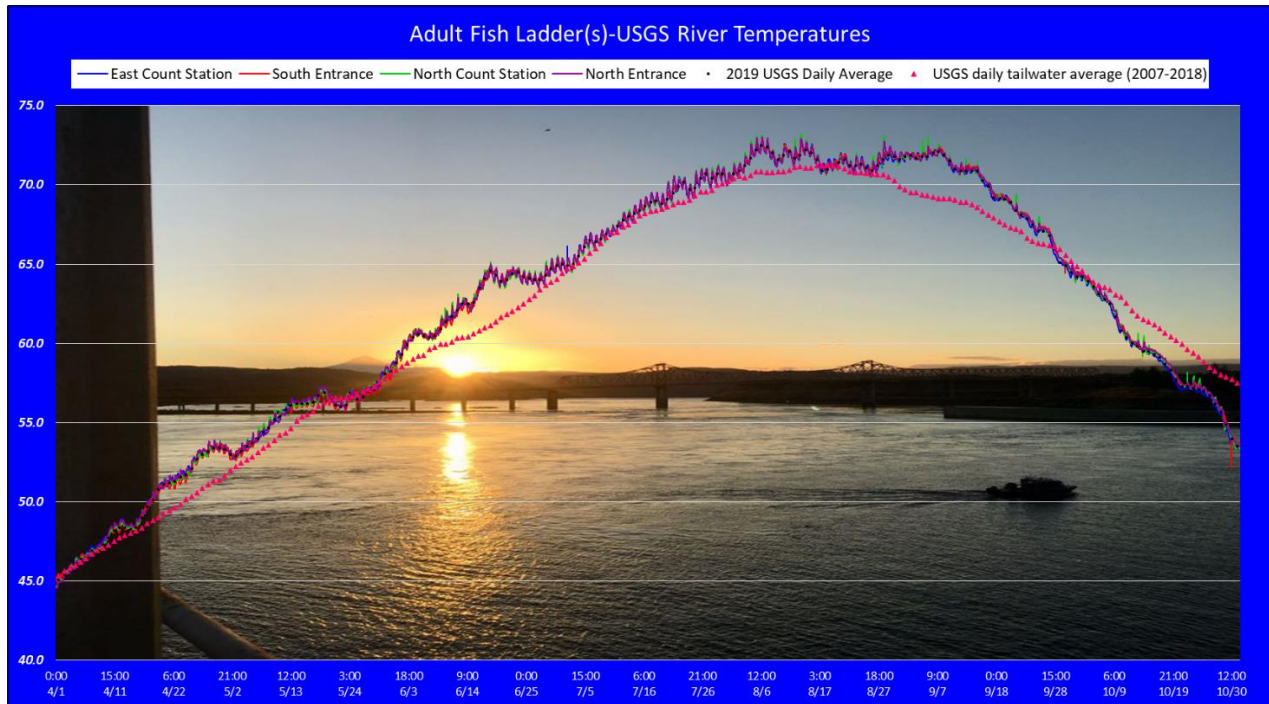 Adult Fish Ladder(s)-USGS River Temperatures
East Count Station South Entrance North Count Station North Entrance 2019 USGS Daily Average USGS daily tailwater average (2007-2018)
75.0
70.0
65.0
60.0
55.0
50.0
45.0
40.0
0:00 15:00 6:00 21:00 12:00 3:00 18:00 9:00 0:00 15:00 6:00 21:00 12:00 3:00 18:00 9:00 0:00 15:00 6:00 21:00 12:00
4/1 4/11 4/22 5/2 5/13 5/24 6/3 6/14 6/25 7/5 7/16 7/26 8/6 8/17 8/27 9/7 9/18 9/28 10/9 10/19 10/30